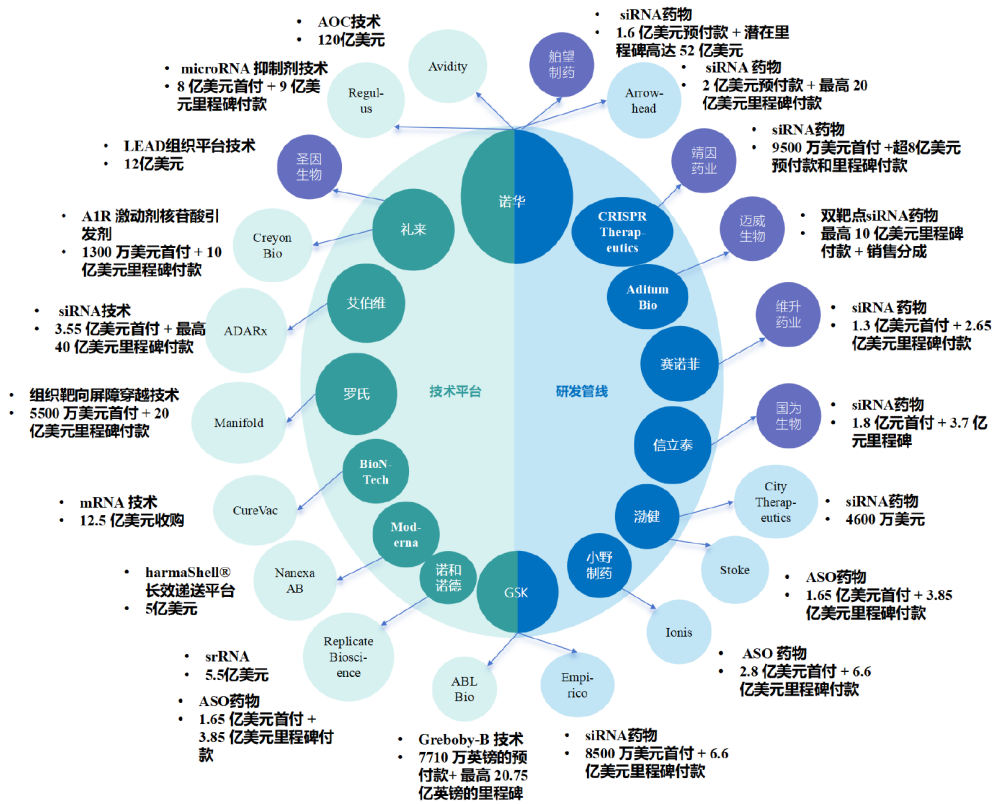 • AOC技术
• 120亿美元
Avidity
• microRNA 抑制剂技术
• 8 亿美元首付 + 9 亿美
元里程碑付款
Regul-
us
• LEAD组织平台技术
• 12亿美元
圣因
生物
• A1R 激动剂核苷酸引
发剂
• 1300 万美元首付 + 10
亿美元里程碑付款
Creyon
Bio
• siRNA技术
• 3.55 亿美元首付 + 最高
40 亿美元里程碑付款
ADARx
• 组织靶向屏障穿越技术
• 5500 万美元首付 + 20
亿美元里程碑付款
Manifold
• mRNA 技术
• 12.5 亿美元收购
CureVac
• harmaShell®
长效递送平台
• 5亿美元
Nanexa
AB
• srRNA
• 5.5亿美元
Replicate
Biosci-
ence
• ASO药物
• 1.65 亿美元首付 +
3.85 亿美元里程碑付
款
ABL
Bio
• Greboby-B 技术
• 7710 万英镑的预
付款+ 最高 20.75
亿英镑的里程碑
诺华
礼来
艾伯维
罗氏
BioN-
Tech
Mod-
erna
诺和
诺德
GSK
技术平台
研发管线
CRISPR
Therap-
eutics
Aditum
Bio
赛诺菲
信立泰
渤健
小野
制药
舶望
制药
• siRNA药物
• 1.6 亿美元预付款 + 潜在里
程碑高达 52 亿美元
Arrow-
head
• siRNA 药物
• 2 亿美元预付款 + 最高 20
亿美元里程碑付款
靖因
药业
• siRNA药物
• 9500 万美元首付 +超8亿美元
预付款和里程碑付款
迈威
生物
• 双靶点siRNA药物
• 最高 10 亿美元里程碑
付款 + 销售分成
维升
药业
• siRNA 药物
• 1.3 亿美元首付 + 2.65
亿美元里程碑付款
国为
生物
• siRNA药物
• 1.8 亿元首付 + 3.7 亿
元里程碑
City
Therap-
eutics
• siRNA药物
• 4600 万美元
Stoke
• ASO药物
• 1.65 亿美元首付 + 3.85
亿美元里程碑付款
Ionis
• ASO 药物
• 2.8 亿元首付 + 6.6
亿美元里程碑付款
Empi-
rico
• siRNA药物
• 8500 万美元首付 + 6.6
亿美元里程碑付款